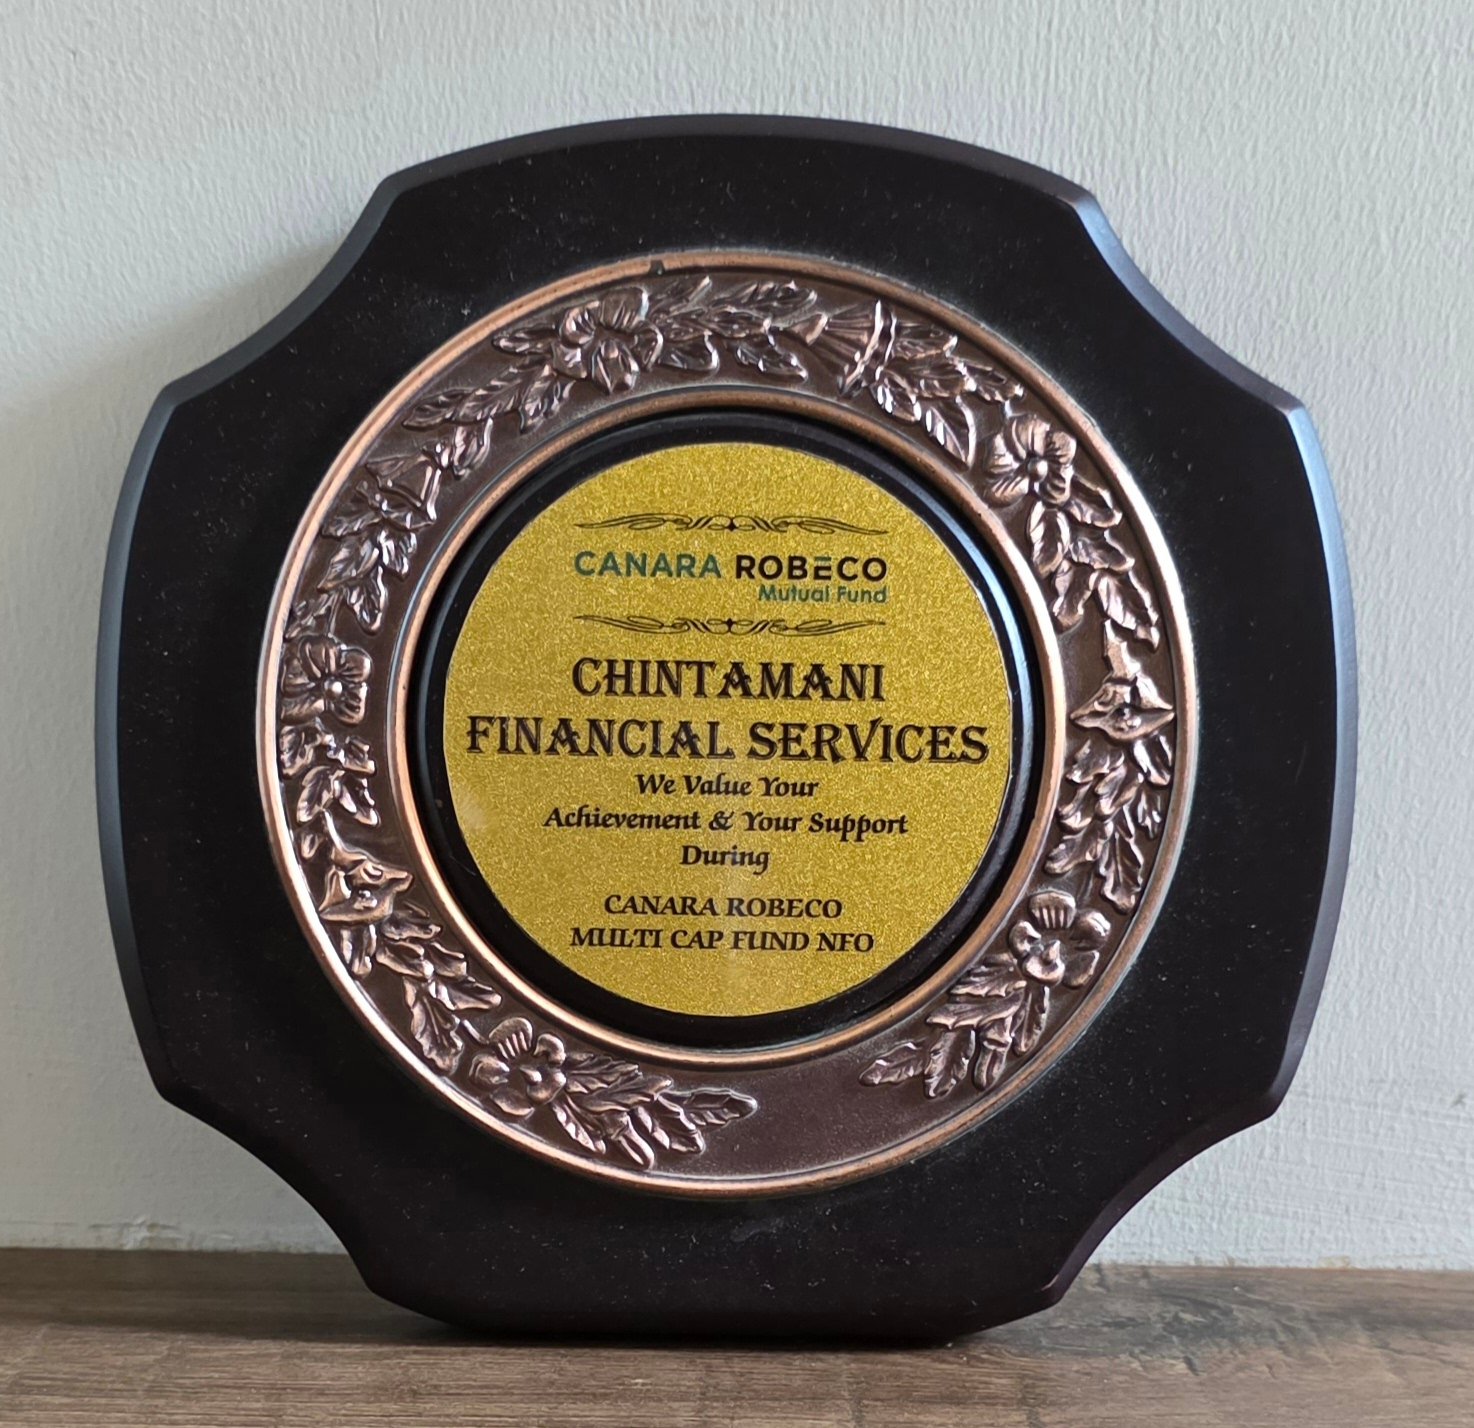 CANARA ROBECO
Mutual Fund
CHINTAMANI
FINANCIAL SERVICES
We Value Your
Achievement & Your Support
During
CANARA ROBECO
MULTI CAP FUND NFO